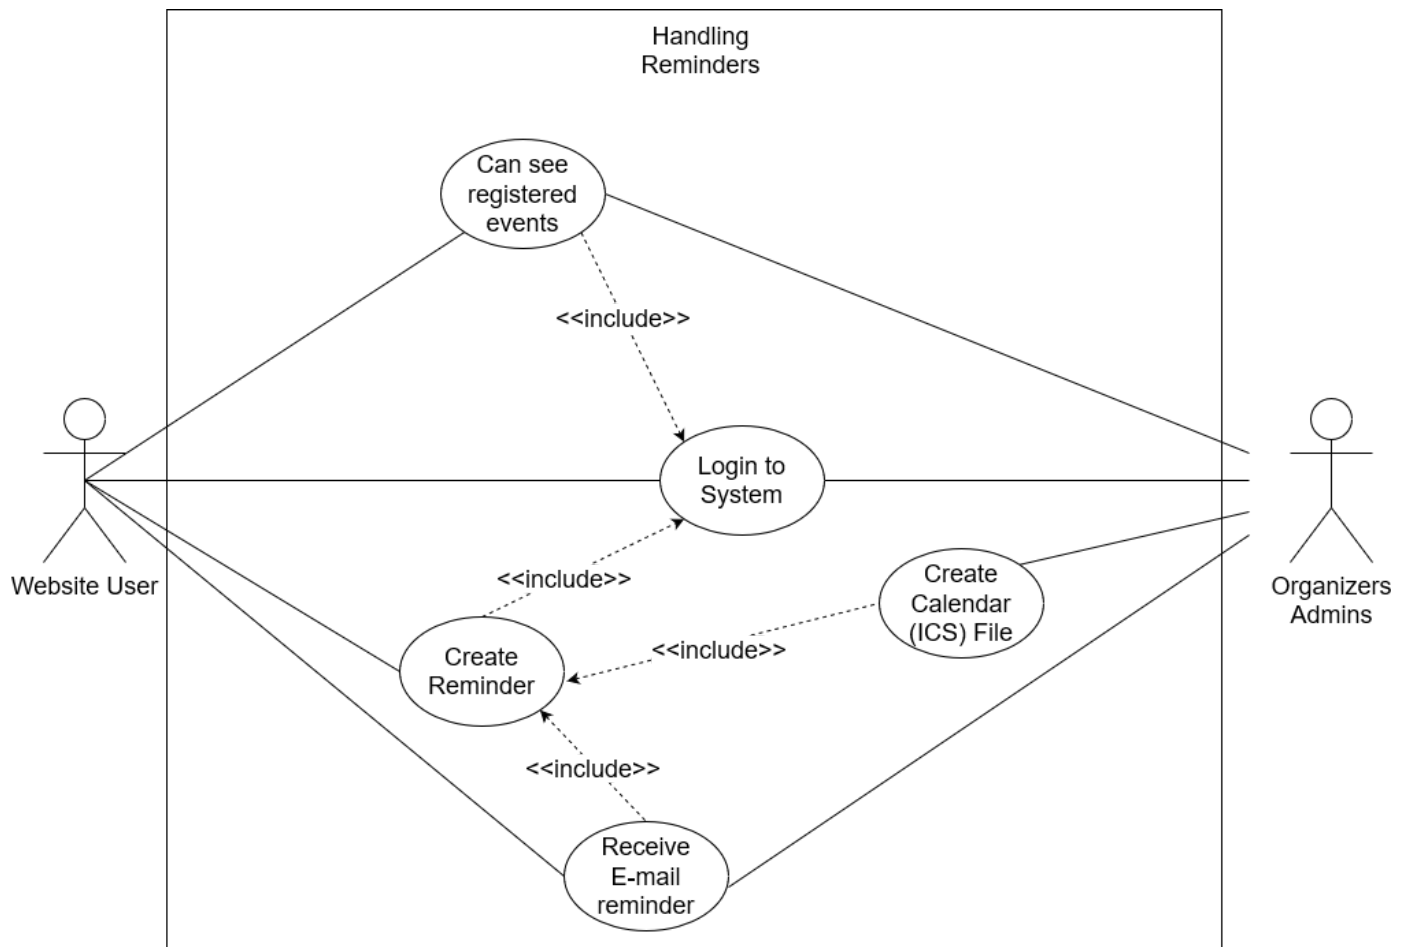 Handling
Reminders
Can see
registered
events
<<include>>
Login to
System
<<include>>
Create
Calendar
(ICS) File
Website User
Organizers
Admins
<<include>>
Create
Reminder
<<include>>
Receive
E-mail
reminder